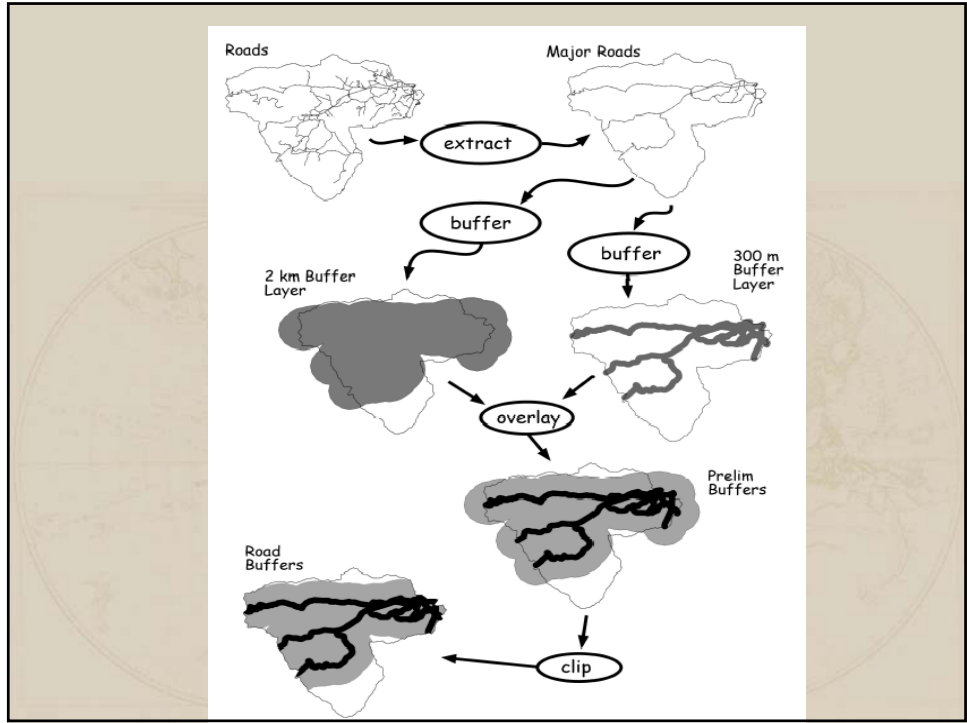 Roads
Major Roads
extract
buffer
buffer
300 m
Buffer
Layer
2 km Buffer
Layer
overlay
Prelim
Buffers
Road
Buffers
clip